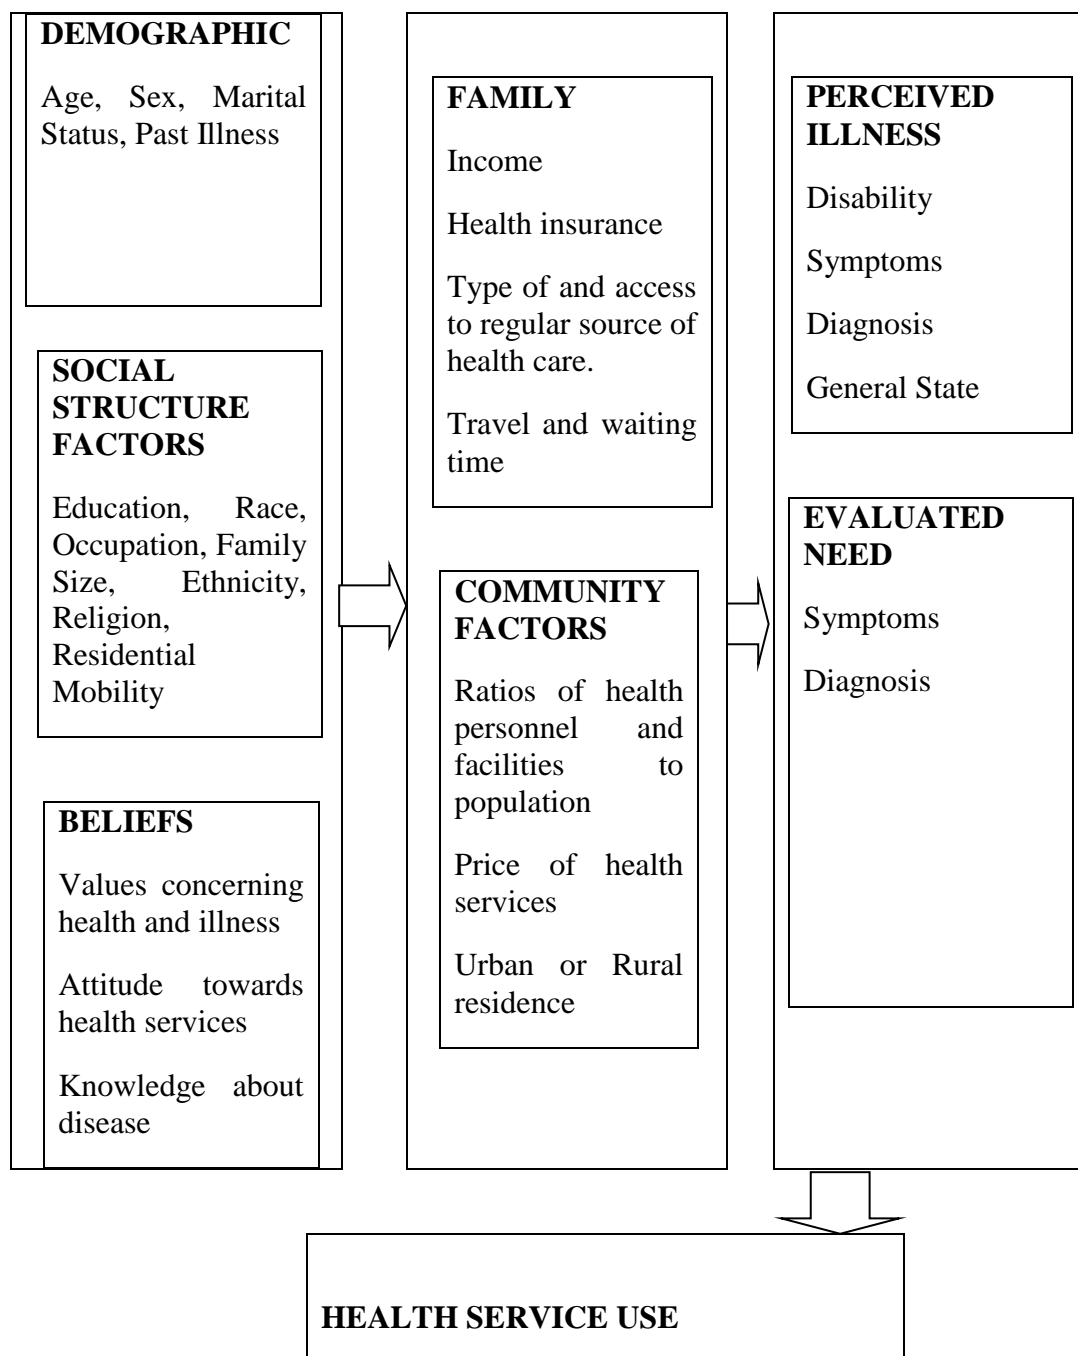 DEMOGRAPHIC
Age, Sex, Marital
Status, Past Illness
SOCIAL
STRUCTURE
FACTORS
Education, Race,
Occupation, Family
Size, Ethnicity,
Religion,
Residential
Mobility
BELIEFS
Values concerning
health and illness
Attitude towards
health services
Knowledge about
disease
FAMILY
Income
Health insurance
Type of and access
to regular source of
health care.
Travel and waiting
time
COMMUNITY
FACTORS
Ratios of health
personnel and
facilities to
population
Price of health
services
Urban or Rural
residence
PERCEIVED
ILLNESS
Disability
Symptoms
Diagnosis
General State
EVALUATED
NEED
Symptoms
Diagnosis
HEALTH SERVICE USE